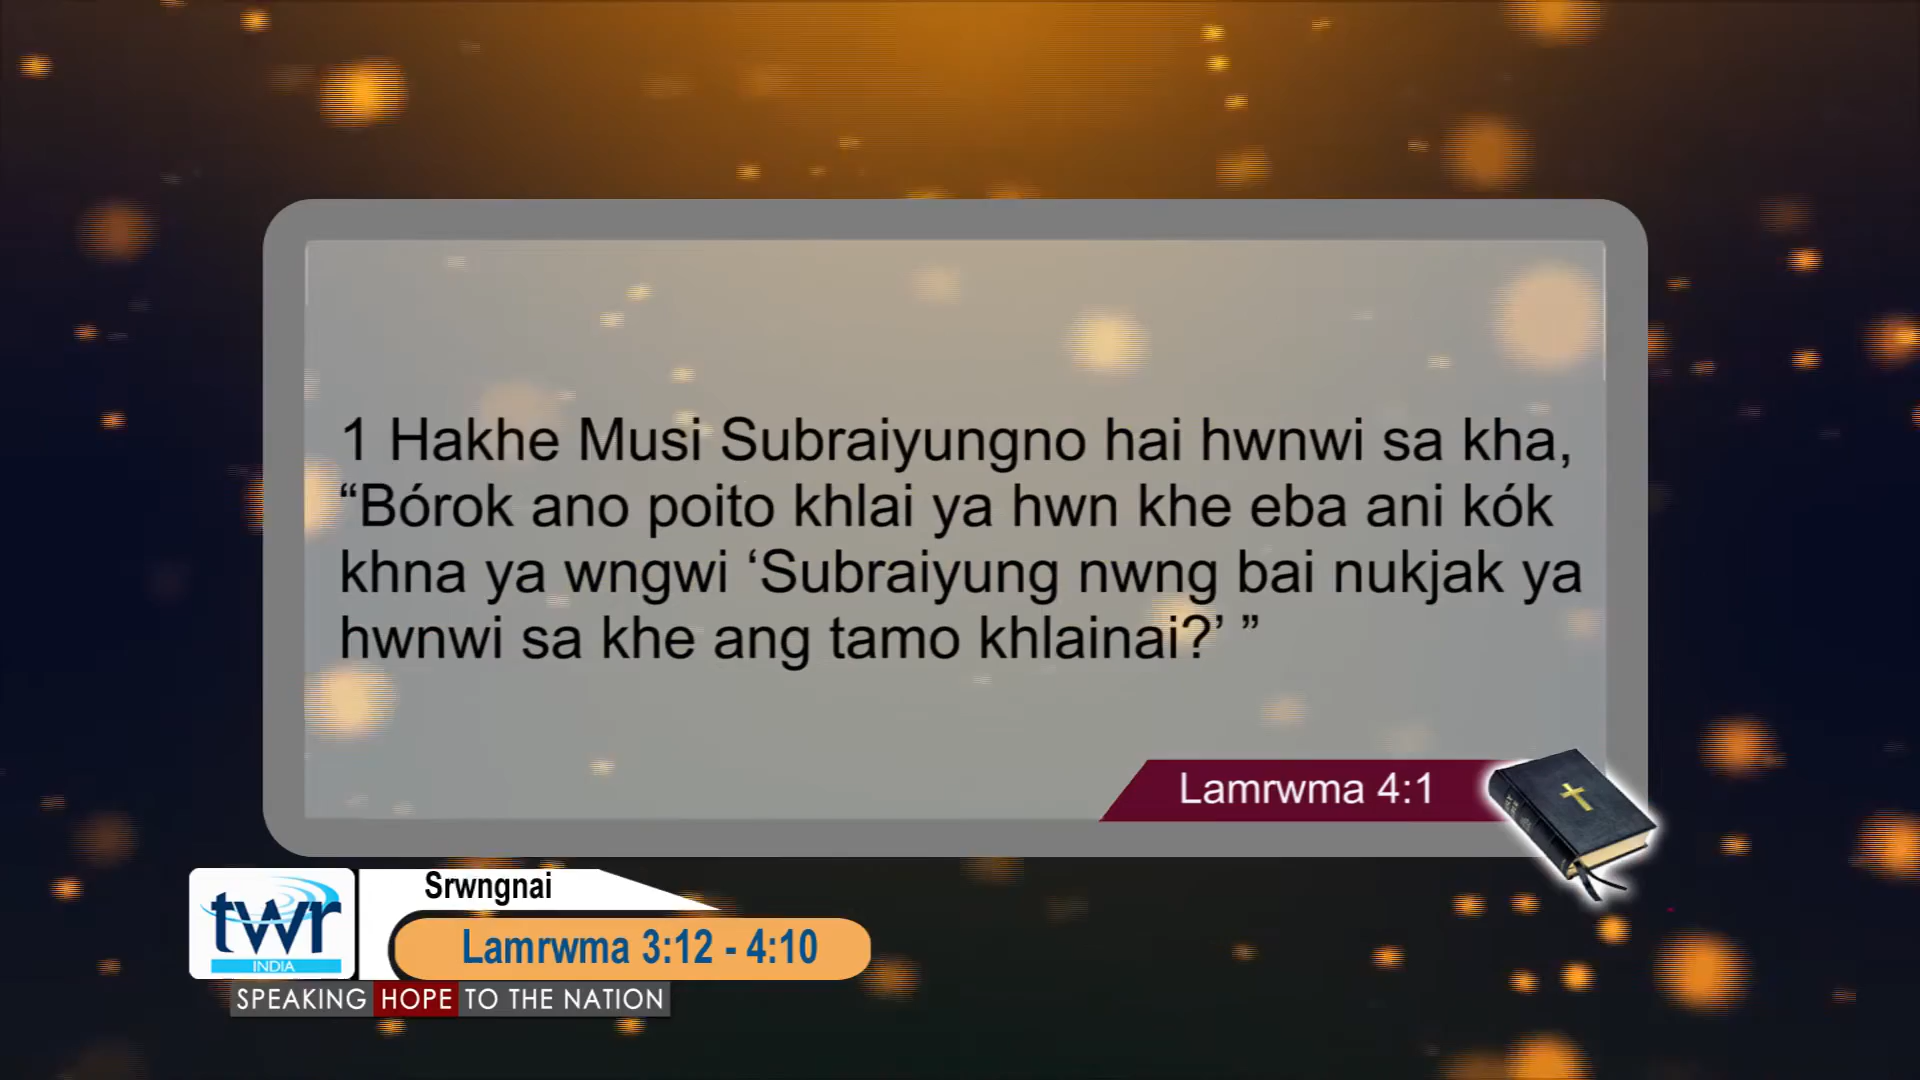 1 Hakhe Musi Subraiyungno hai hwnwi sa kha,
“Bórok ano poito khlai ya hwn khe eba ani kók
khna ya wngwi ‘Subraiyung nwng bai nukjak ya
hwnwi sa khe ang tamo khlainai?’ ”
Lamrwma 4:1
Srwngnai
Lamrwma 3:12 - 4:10
twr
INDIA
SPEAKING HOPE TO THE NATION